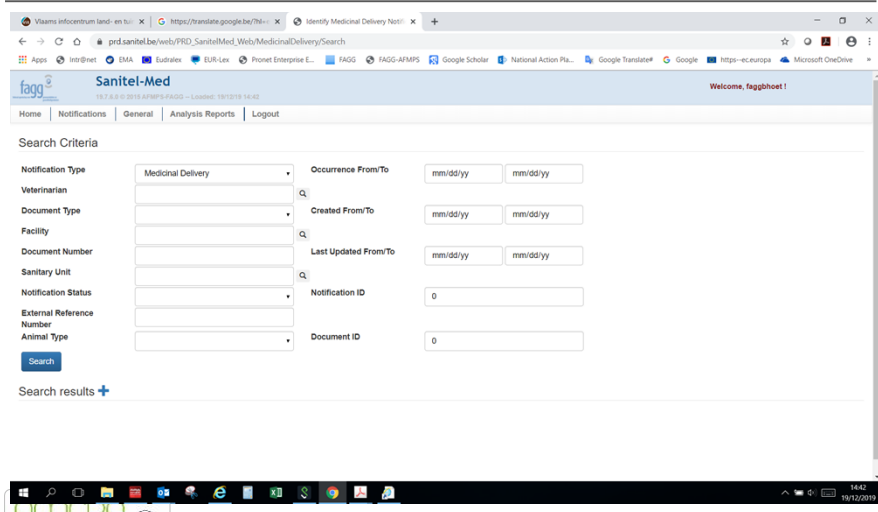 Vlaams infocentrum land- en tuin
https://translate.google.be/?hl=
Identify Medicinal Delivery Notifi
prd.sanitel.be/web/PRD_SanitelMed_Web/MedicinalDelivery/Search
Apps Intr@net EMA Eudralex EUR-Lex Pronet Enterprise E... FAGG FAGG-AFMPS Google Scholar National Action Pla... Google Translate# Google https--ec.europa Microsoft OneDrive »
fagg Sanitel-Med Welcome, faggbhoet !
Home Notifications General Analysis Reports Logout
Search Criteria
Notification Type Medicinal Delivery Occurrence From/To mm/dd/yy mm/dd/yy
Veterinarian
Document Type Created From/To mm/dd/yy mm/dd/yy
Facility
Document Number Last Updated From/To mm/dd/yy mm/dd/yy
Sanitary Unit
Notification Status Notification ID 0
External Reference
Number
Animal Type Document ID 0
Search
Search results
14:42
19/12/2019